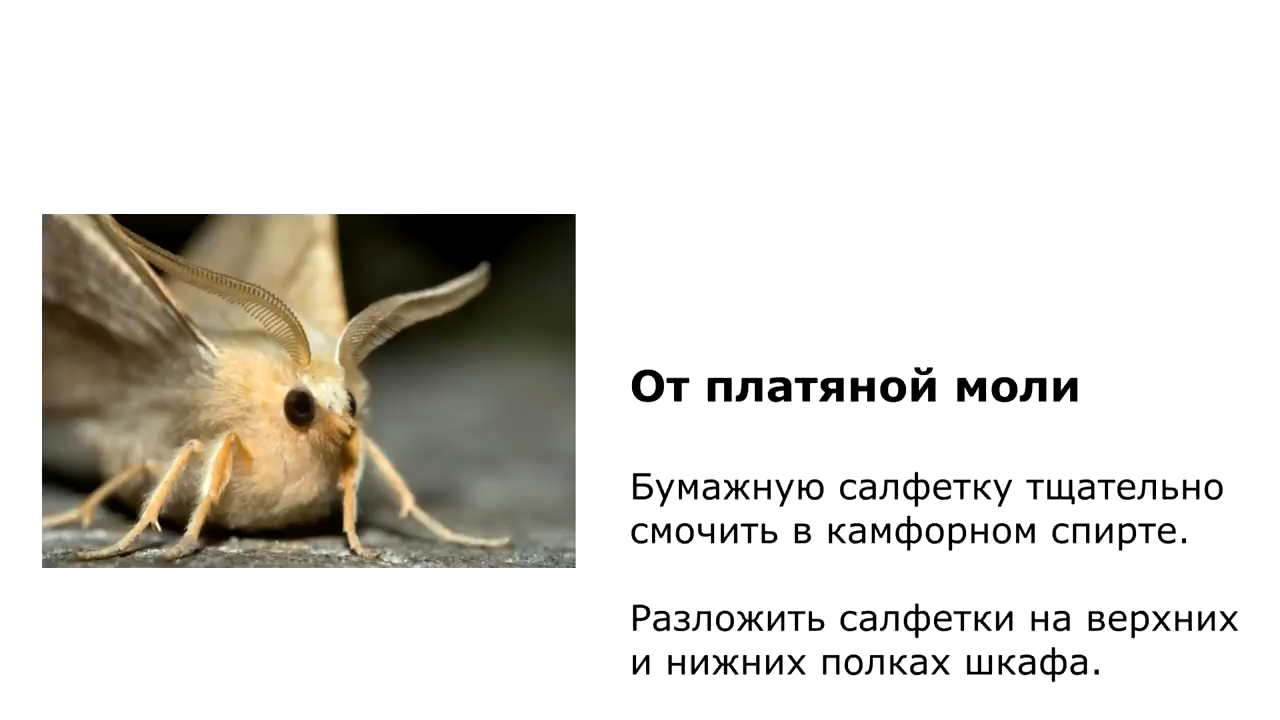 От платяной моли
Бумажную салфетку тщательно
смочить в камфорном спирте.
Разложить салфетки на верхних
и нижних полках шкафа.